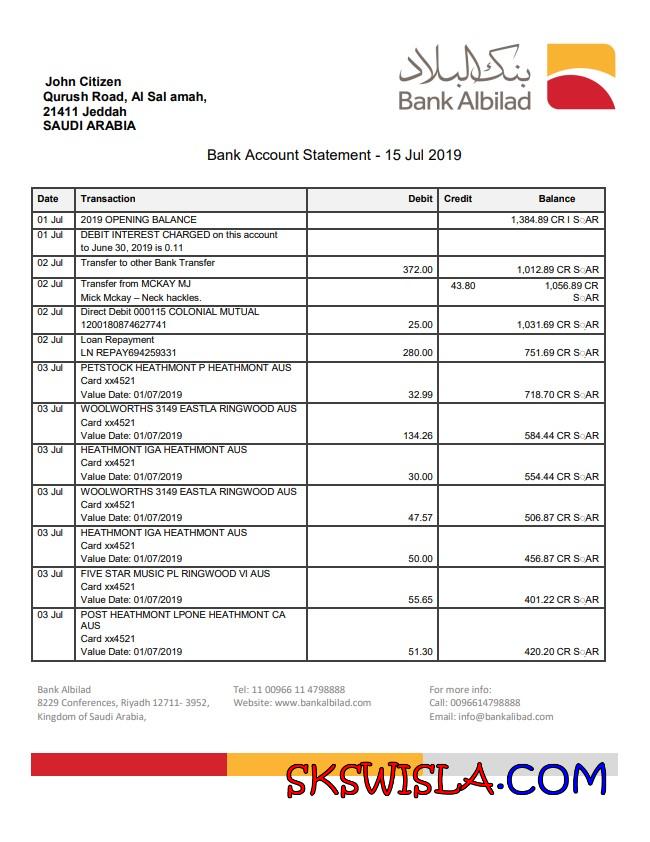 John Citizen
Qurush Road, Al Sal amah,
21411 Jeddah
SAUDI ARABIA
بنك البلاد
Bank Albilad
Bank Account Statement - 15 Jul 2019
Date Transaction Debit Credit Balance
01 Jul 2019 OPENING BALANCE 1,384.89 CR I SAR
01 Jul DEBIT INTEREST CHARGED on this account
to June 30, 2019 is 0.11
02 Jul Transfer to other Bank Transfer
372.00 1,012.89 CR SAR
02 Jul Transfer from MCKAY MJ 43.80 1,056.89 CR
Mick Mckay – Neck hackles. SAR
02 Jul Direct Debit 000115 COLONIAL MUTUAL
1200180874627741 25.00 1,031.69 CR SAR
02 Jul Loan Repayment
LN REPAY694259331 280.00 751.69 CR SAR
03 Jul PETSTOCK HEATHMONT P HEATHMONT AUS
Card xx4521
Value Date: 01/07/2019 32.99 718.70 CR SAR
03 Jul WOOLWORTHS 3149 EASTLA RINGWOOD AUS
Card xx4521
Value Date: 01/07/2019 134.26 584.44 CR SAR
03 Jul HEATHMONT IGA HEATHMONT AUS
Card xx4521
Value Date: 01/07/2019 30.00 554.44 CR SAR
03 Jul WOOLWORTHS 3149 EASTLA RINGWOOD AUS
Card xx4521
Value Date: 01/07/2019 47.57 506.87 CR SAR
03 Jul HEATHMONT IGA HEATHMONT AUS
Card xx4521
Value Date: 01/07/2019 50.00 456.87 CR SAR
03 Jul FIVE STAR MUSIC PL RINGWOOD VI AUS
Card xx4521
Value Date: 01/07/2019 55.65 401.22 CR SAR
03 Jul POST HEATHMONT LPONE HEATHMONT CA
AUS
Card xx4521
Value Date: 01/07/2019 51.30 420.20 CR SAR
Bank Albilad Tel: 11 00966 11 4798888 For more info:
8229 Conferences, Riyadh 12711- 3952, Website: www.bankalbilad.com Call: 0096614798888
Kingdom of Saudi Arabia, Email: info@bankalibad.com
SKSWISLA.COM